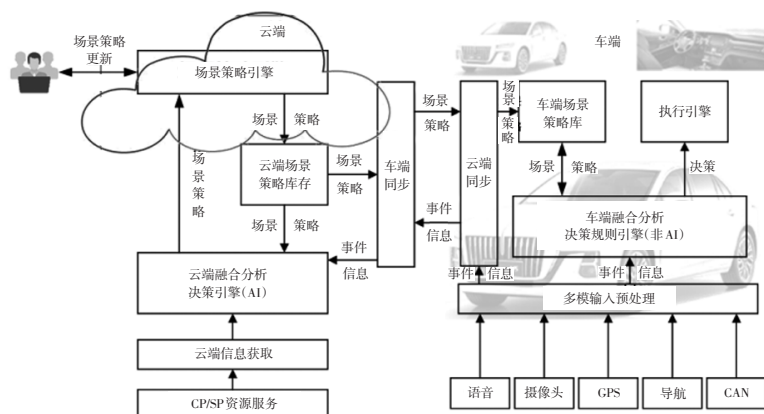 云端
车端
场景策略
更新
场景策略引擎
场景 策略
场景策略
云端场景
策略库存
场景
策略
车端同步
场景
策略
云端同步
场景策略
车端场景
策略库
执行引擎
场景 策略
决策
场景 策略
事件
信息
事件
信息
车端融合分析
决策规则引擎(非AI)
云端融合分析
决策引擎(AI)
事件 信息
事件 信息
多模输入预处理
云端信息获取
CP/SP资源服务
语音
摄像头
GPS
导航
CAN